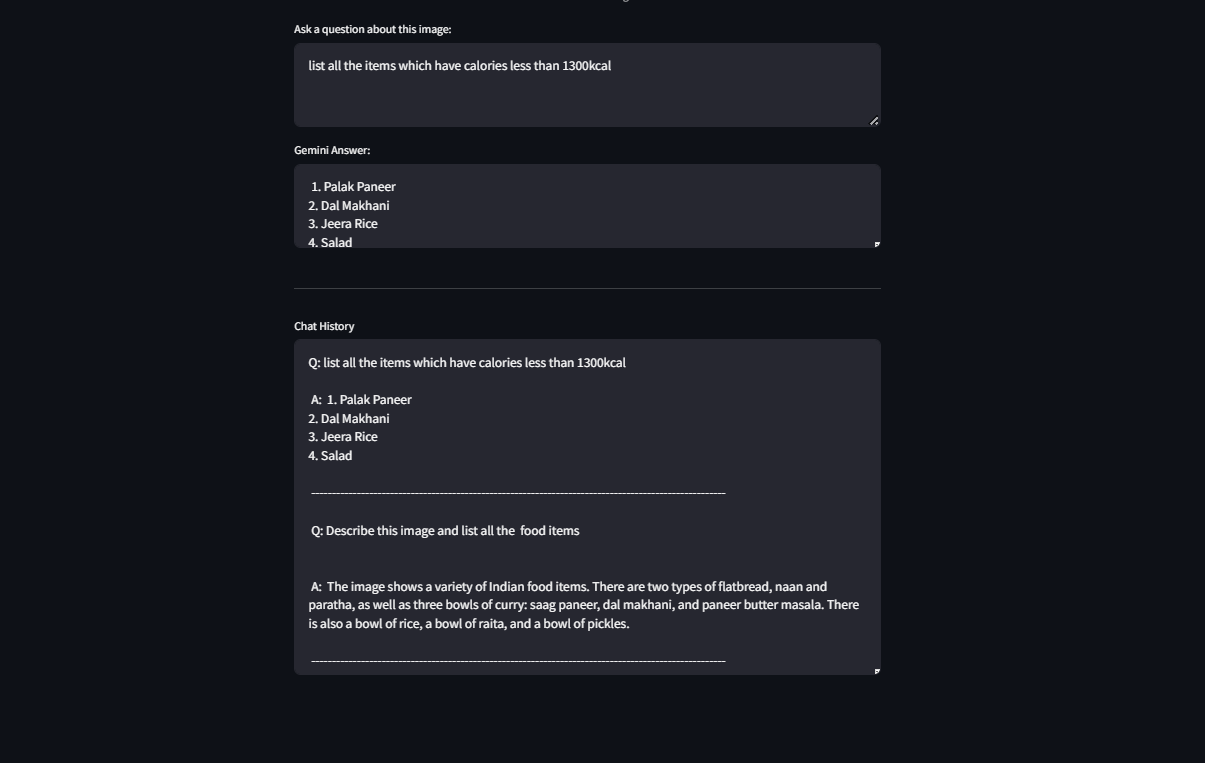 Ask a question about this image:
list all the items which have calories less than 1300kcal
Gemini Answer:
1. Palak Paneer
2. Dal Makhani
3. Jeera Rice
4. Salad
Chat History
Q: list all the items which have calories less than 1300kcal
A:  1. Palak Paneer
2. Dal Makhani
3. Jeera Rice
4. Salad
Q: Describe this image and list all the  food items
A:  The image shows a variety of Indian food items. There are two types of flatbread, naan and
paratha, as well as three bowls of curry: saag paneer, dal makhani, and paneer butter masala. There
is also a bowl of rice, a bowl of raita, and a bowl of pickles.